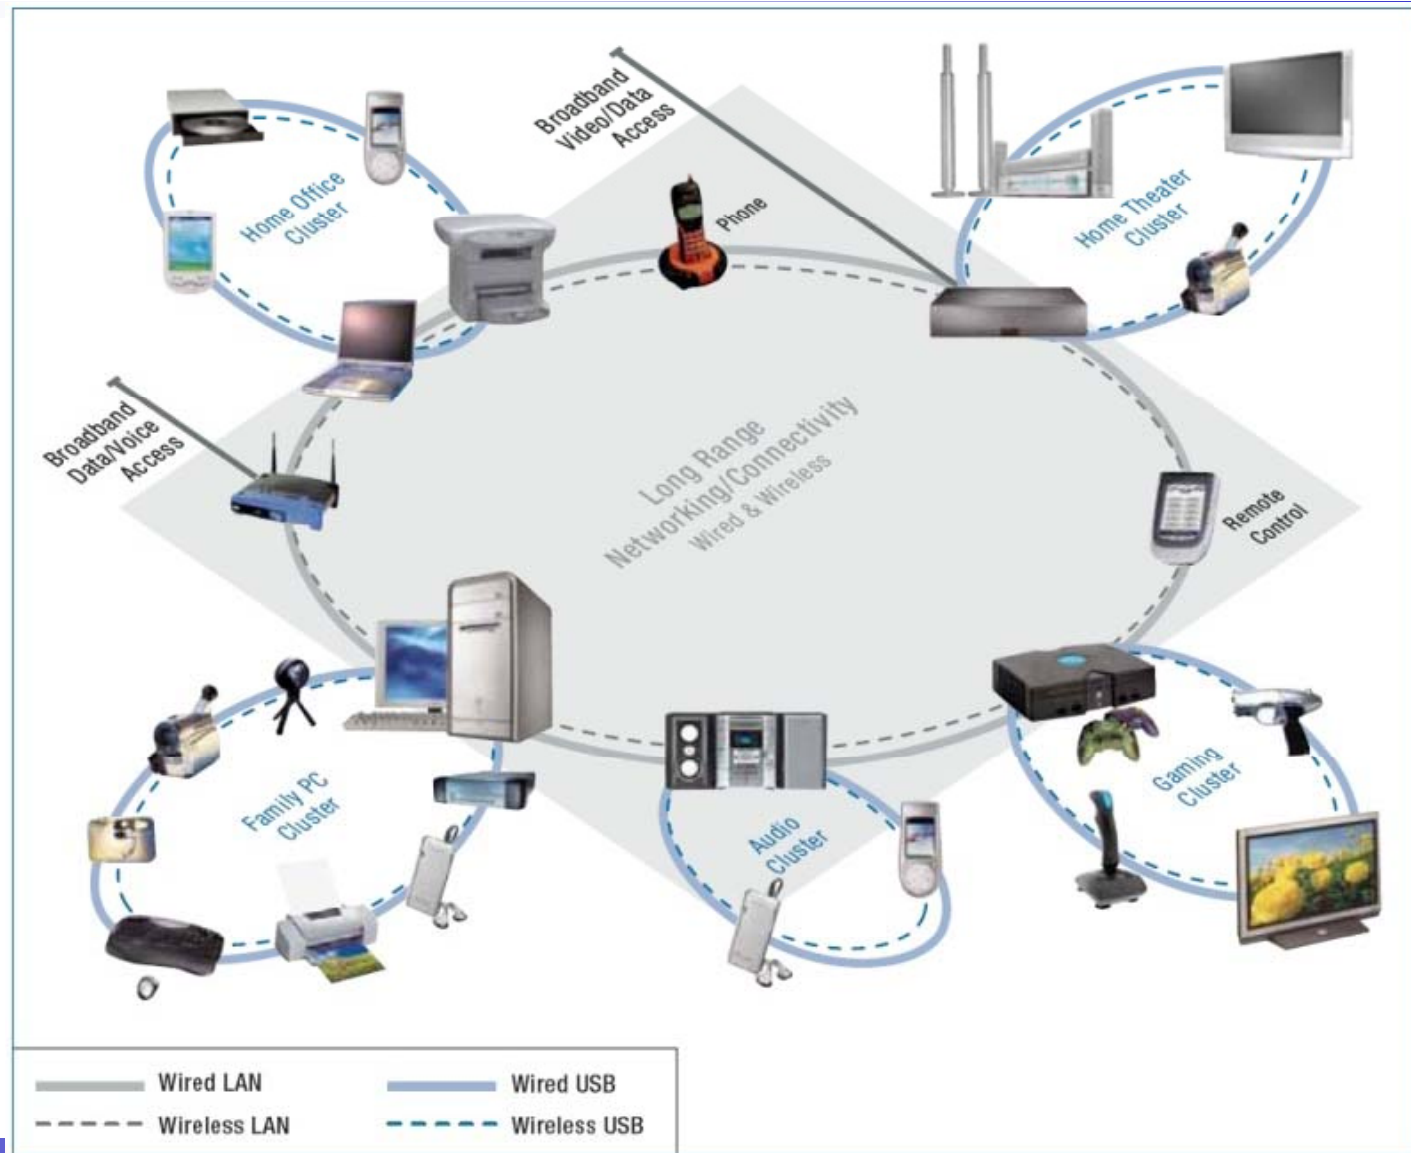 Broadband
Video/Data
Access
Home Office
Cluster
Phone
Home Theater
Cluster
Broadband
Data/Voice
Access
Long Range
Networking/Connectivity
Wired & Wireless
Remote
Control
Family PC
Cluster
Audio
Cluster
Gaming
Cluster
Wired LAN
Wired USB
Wireless LAN
Wireless USB